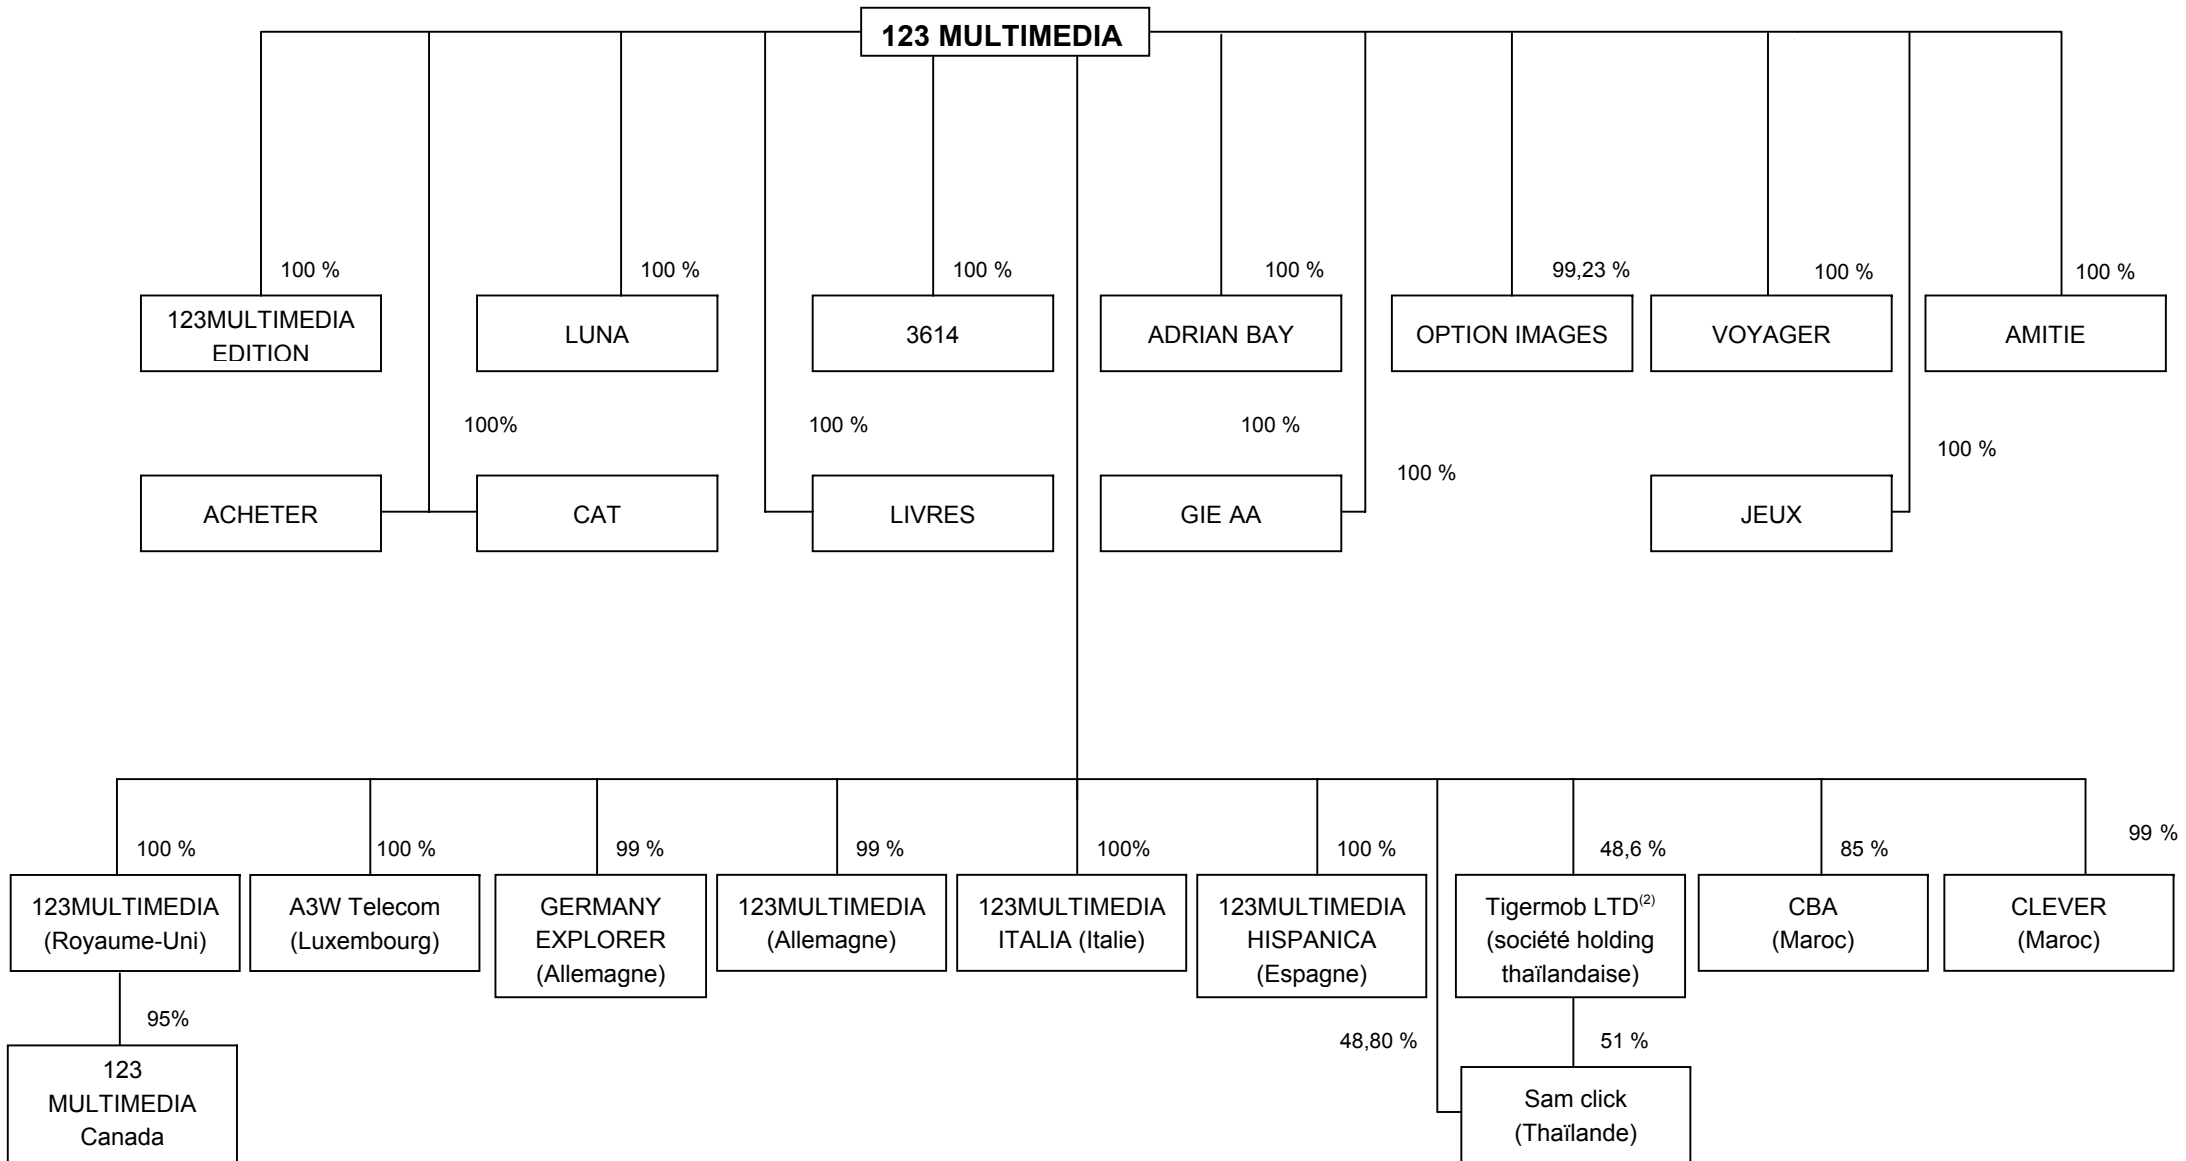 123 MULTIMEDIA
100 %
100 %
100 %
100 %
99,23 %
100 %
100 %
123MULTIMEDIA
EDITION
LUNA
3614
ADRIAN BAY
OPTION IMAGES
VOYAGER
AMITIE
100%
100 %
100 %
100 %
100 %
ACHETER
CAT
LIVRES
GIE AA
JEUX
100 %
100 %
99 %
99 %
100%
100 %
48,6 %
85 %
99 %
123MULTIMEDIA
(Royaume-Uni)
A3W Telecom
(Luxembourg)
GERMANY
EXPLORER
(Allemagne)
123MULTIMEDIA
(Allemagne)
123MULTIMEDIA
ITALIA (Italie)
123MULTIMEDIA
HISPANICA
(Espagne)
Tigermob LTD(2)
(société holding
thaïlandaise)
CBA
(Maroc)
CLEVER
(Maroc)
95%
48,80 %
51 %
123
MULTIMEDIA
Canada
Sam click
(Thaïlande)